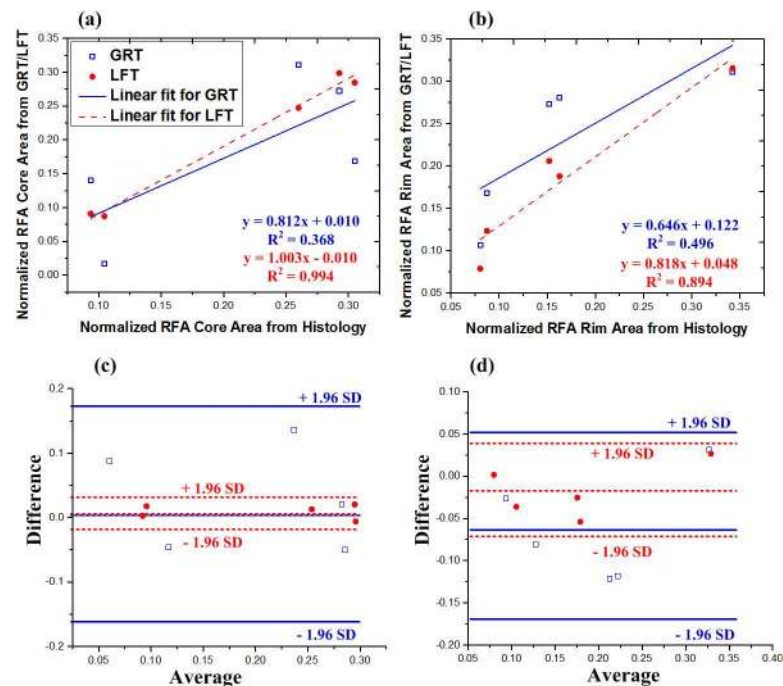 (a)
Normalized RFA Core Area from GRT/LFT
0.35
0.30
0.25
0.20
0.15
0.10
0.05
0.00
GRT
LFT
Linear fit for GRT
Linear fit for LFT
y = 0.812x + 0.010
R² = 0.368
y = 1.003x - 0.010
R² = 0.994
0.10 0.15 0.20 0.25 0.30
Normalized RFA Core Area from Histology
(b)
Normalized RFA Rim Area from GRT/LFT
0.35
0.30
0.25
0.20
0.15
0.10
0.05
y = 0.646x + 0.122
R² = 0.496
y = 0.818x + 0.048
R² = 0.894
0.05 0.10 0.15 0.20 0.25 0.30 0.35
Normalized RFA Rim Area from Histology
(c)
Difference
0.2
0.1
0.0
-0.1
-0.2
+ 1.96 SD
+ 1.96 SD
- 1.96 SD
- 1.96 SD
0.05 0.10 0.15 0.20 0.25 0.30
Average
(d)
Difference
0.10
0.05
0.00
-0.05
-0.10
-0.15
-0.20
+ 1.96 SD
+ 1.96 SD
- 1.96 SD
- 1.96 SD
0.05 0.10 0.15 0.20 0.25 0.30 0.35 0.40
Average